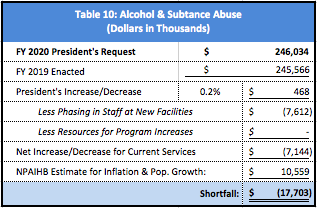 Table 10: Alcohol & Subtance Abuse
(Dollars in Thousands)
FY 2020 President's Request $ 246,034
FY 2019 Enacted $ 245,566
President's Increase/Decrease 0.2% $ 468
Less Phasing in Staff at New Facilities $ (7,612)
Less Resources for Program Increases $ -
Net Increase/Decrease for Current Services $ (7,144)
NPAIHB Estimate for Inflation & Pop. Growth: $ 10,559
Shortfall: $ (17,703)